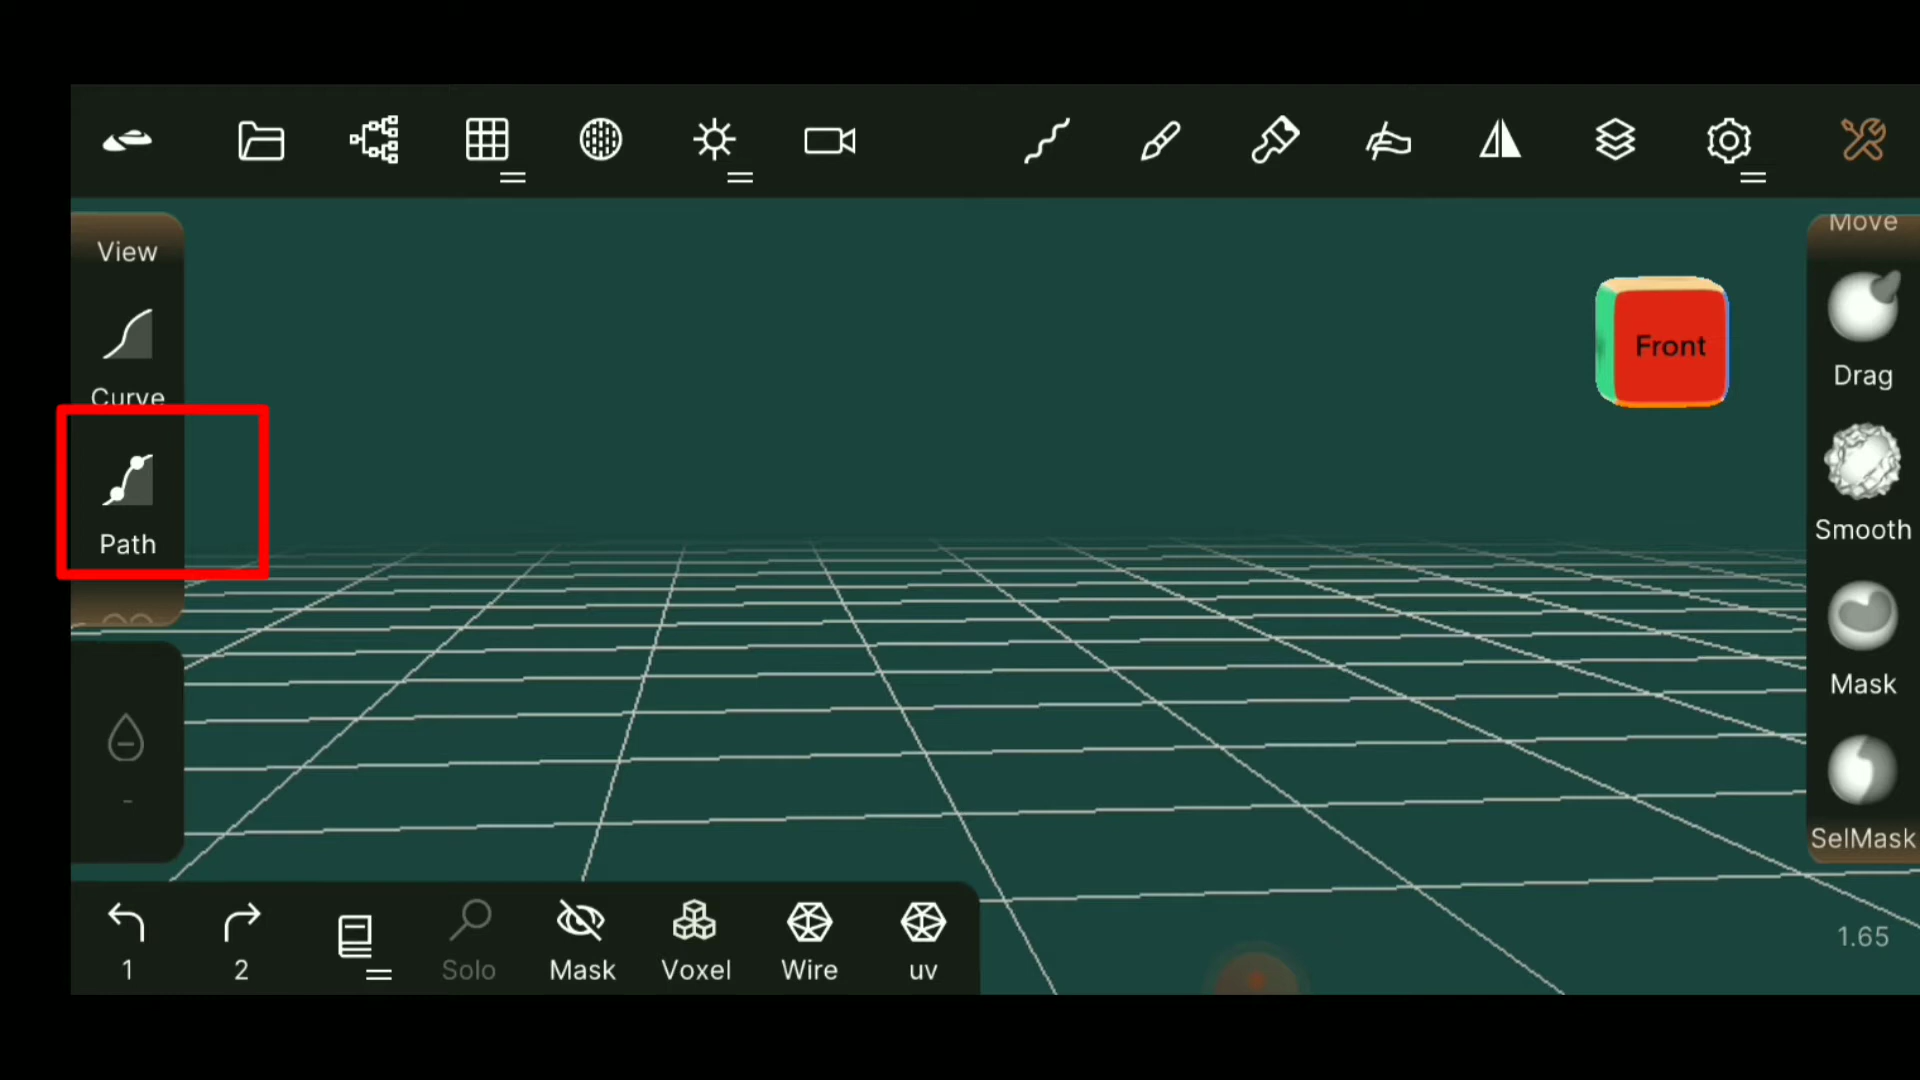 View
Curve
Path
Front
Move
Drag
Smooth
Mask
SelMask
1.65
1
2
Solo
Mask
Voxel
Wire
uv